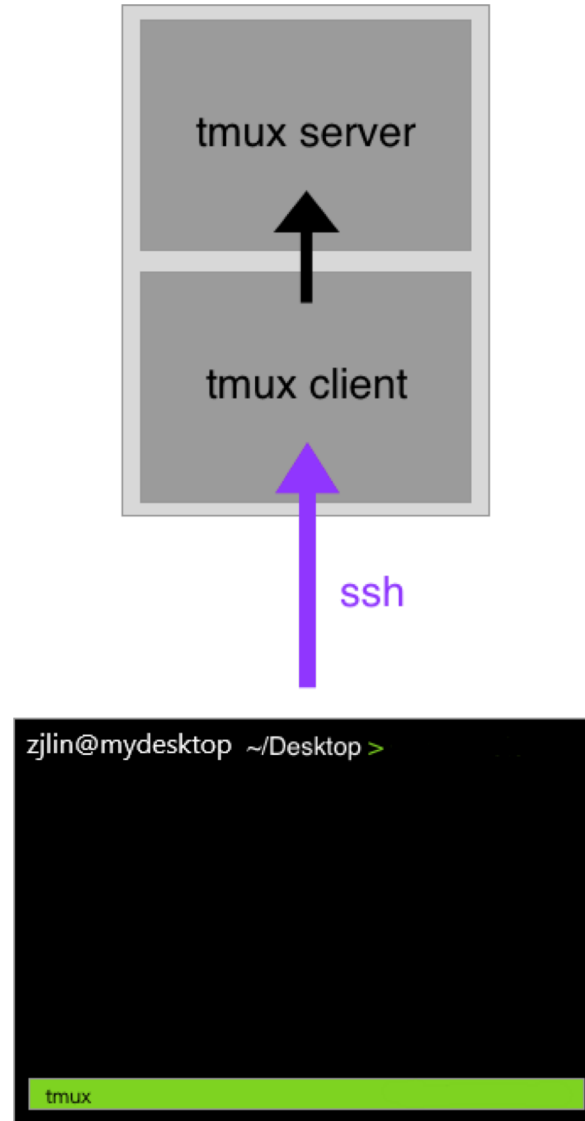 tmux server
tmux client
ssh
zjlin@mydesktop ~/Desktop >
tmux